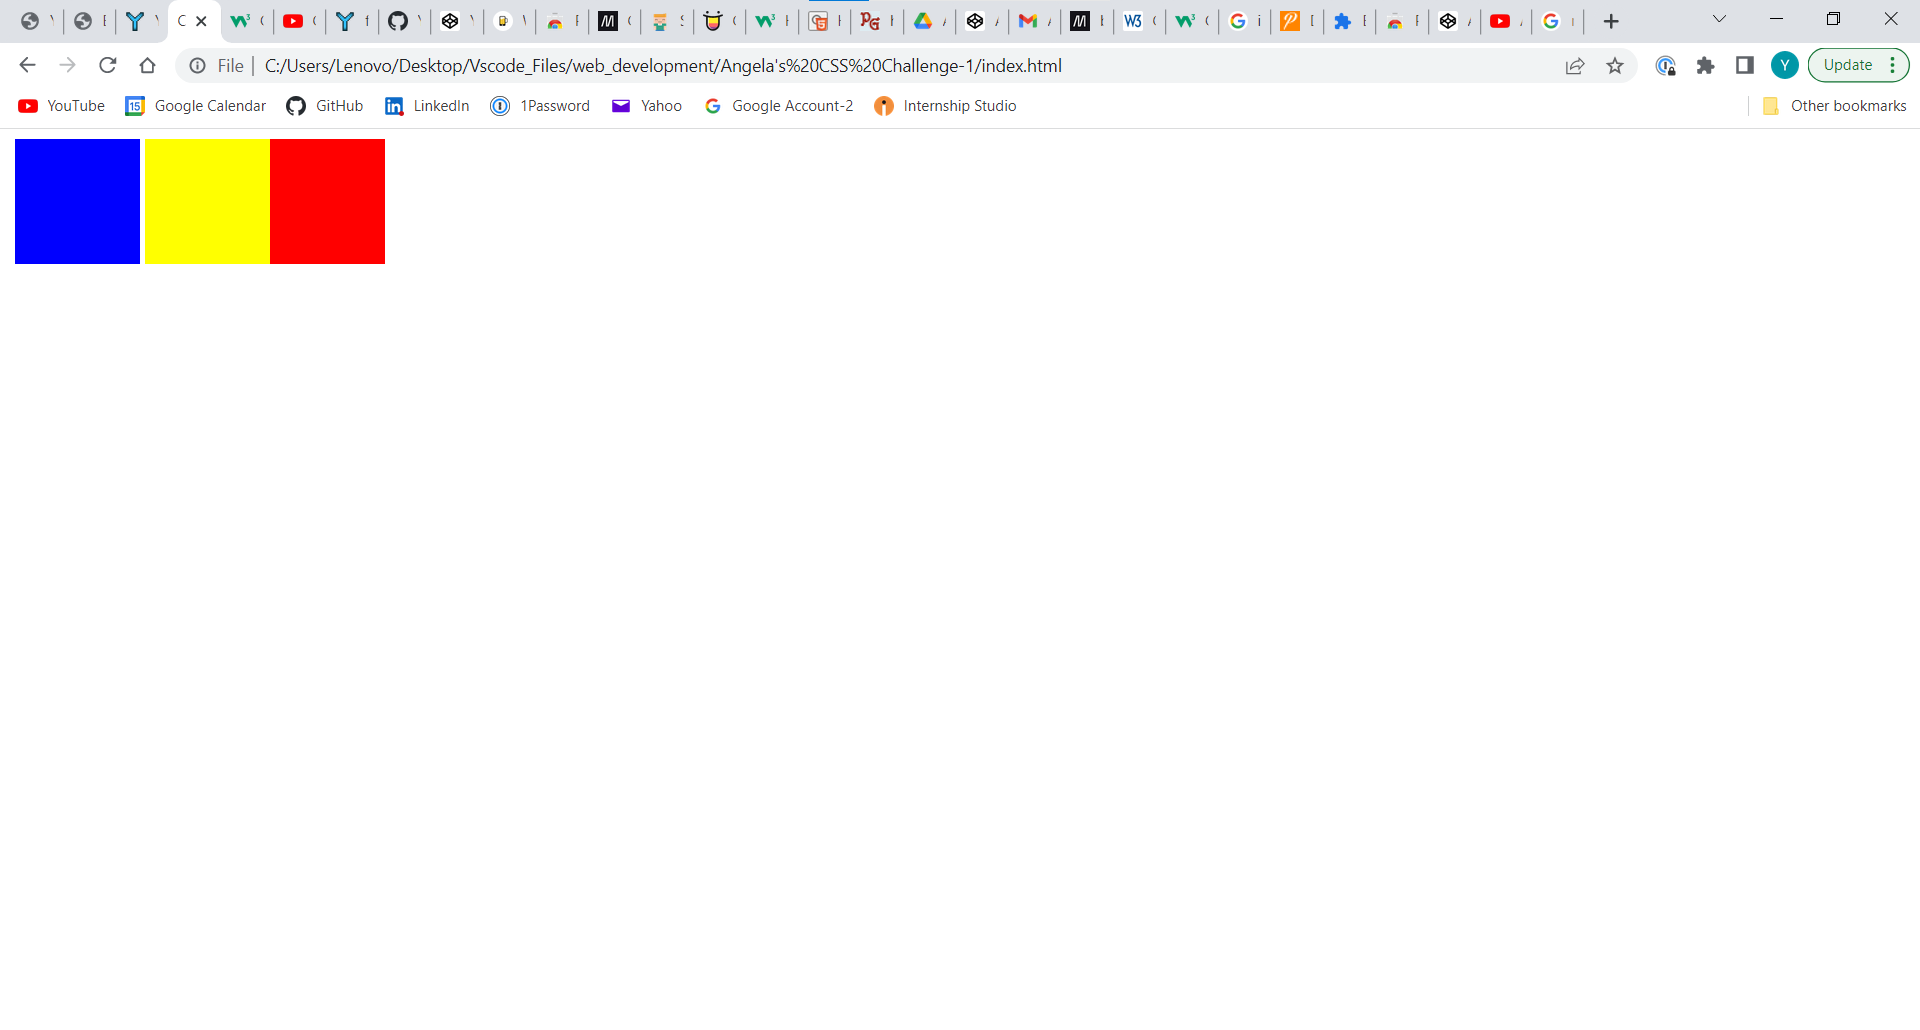 File C:/Users/Lenovo/Desktop/Vscode_Files/web_development/Angela's%20CSS%20Challenge-1/index.html Y Update
YouTube 15 Google Calendar GitHub LinkedIn 1Password Yahoo Google Account-2 Internship Studio Other bookmarks